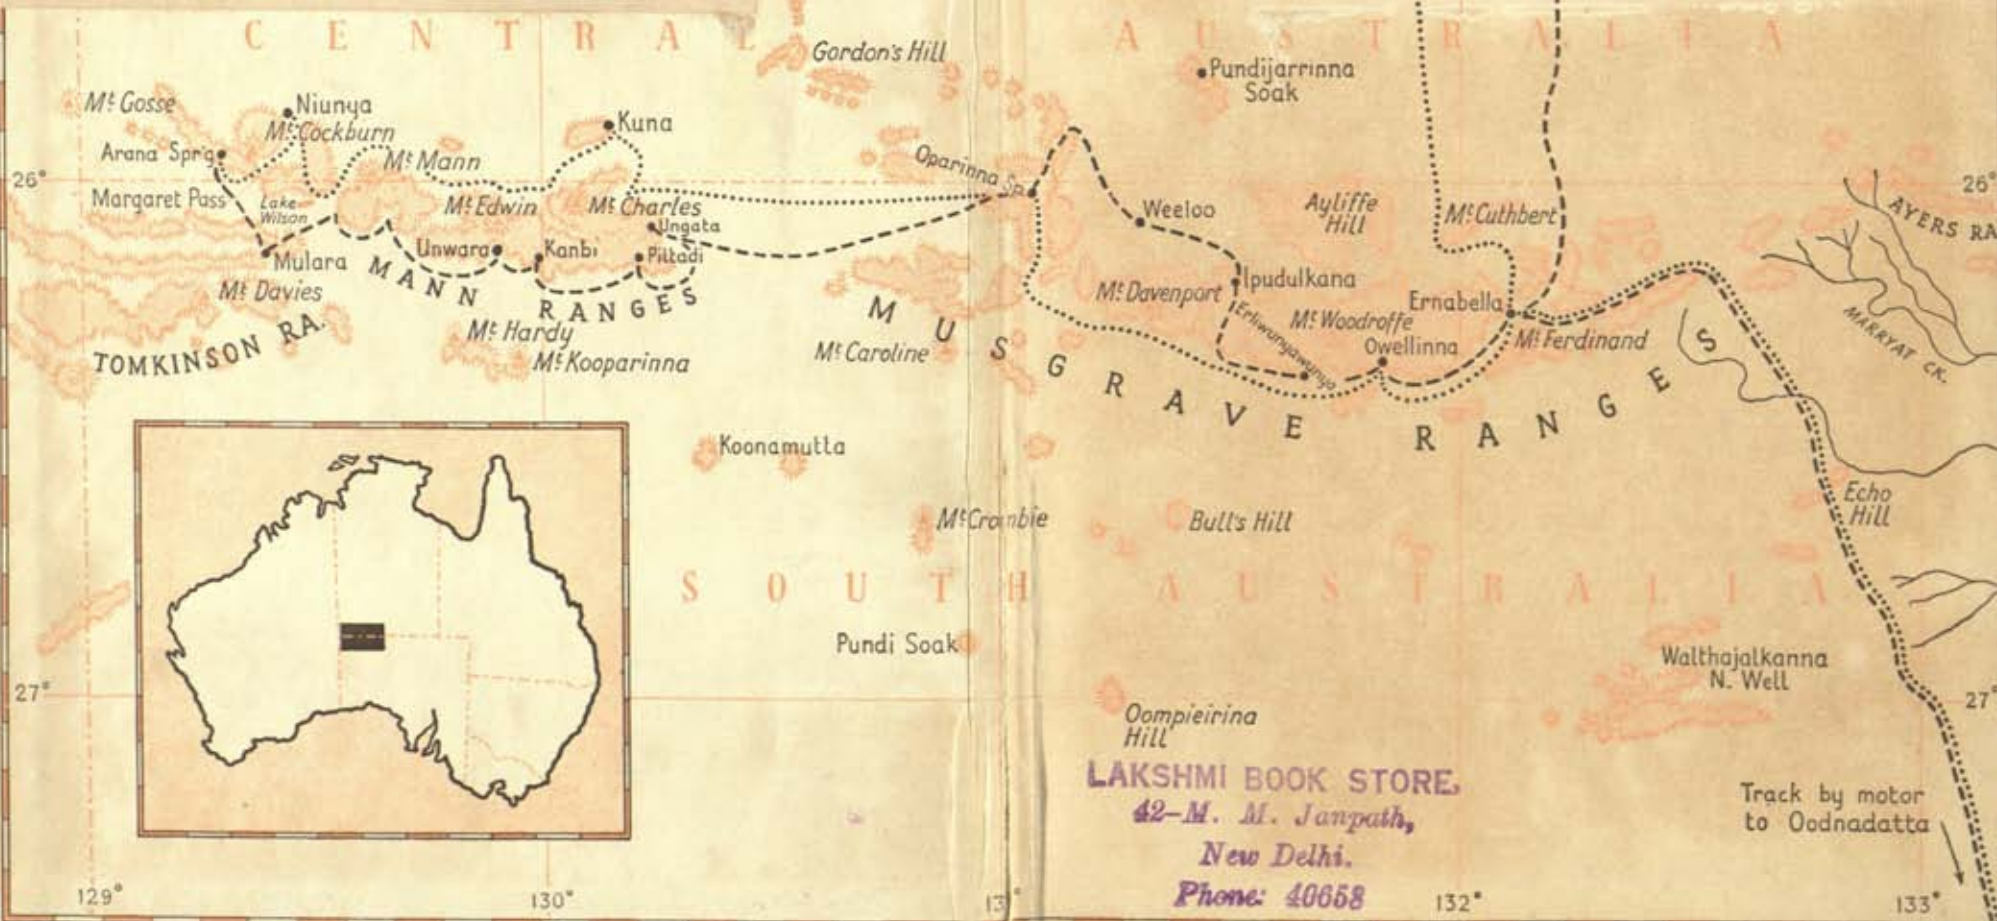 CENTRAL AUSTRALIA
Gordon's Hill
Pundijarrinna
Soak
Mt Gosse
Niunya
Mt Cockburn
Kuna
Arana Sprg
Mt Mann
Oparinna Sp.
26°
26°
Margaret Pass
Lake
Wilson
Mt Edwin
Mt Charles
Ungata
Weeloo
Ayliffe
Hill
Mt Cuthbert
AYERS RA
Mulara
Unwara
Kanbi
Piltadi
MANN RANGES
Mt Davies
Mt Davenport
Ipudulkana
Erliwunyawunya
Ernabella
Mt Woodroffe
Owellinna
Mt Ferdinand
MARRYAT CK.
TOMKINSON RA.
Mt Hardy
Mt Kooparinna
Mt Caroline
MUSGRAVE RANGES
Koonamutta
Mt Crombie
Bull's Hill
Echo
Hill
SOUTH AUSTRALIA
Pundi Soak
Walthajalkanna
N. Well
27°
27°
Oompieirina
Hill
LAKSHMI BOOK STORE,
42-M. M. Janpath,
New Delhi.
Phone: 40658
Track by motor
to Oodnadatta
129°
130°
132°
133°